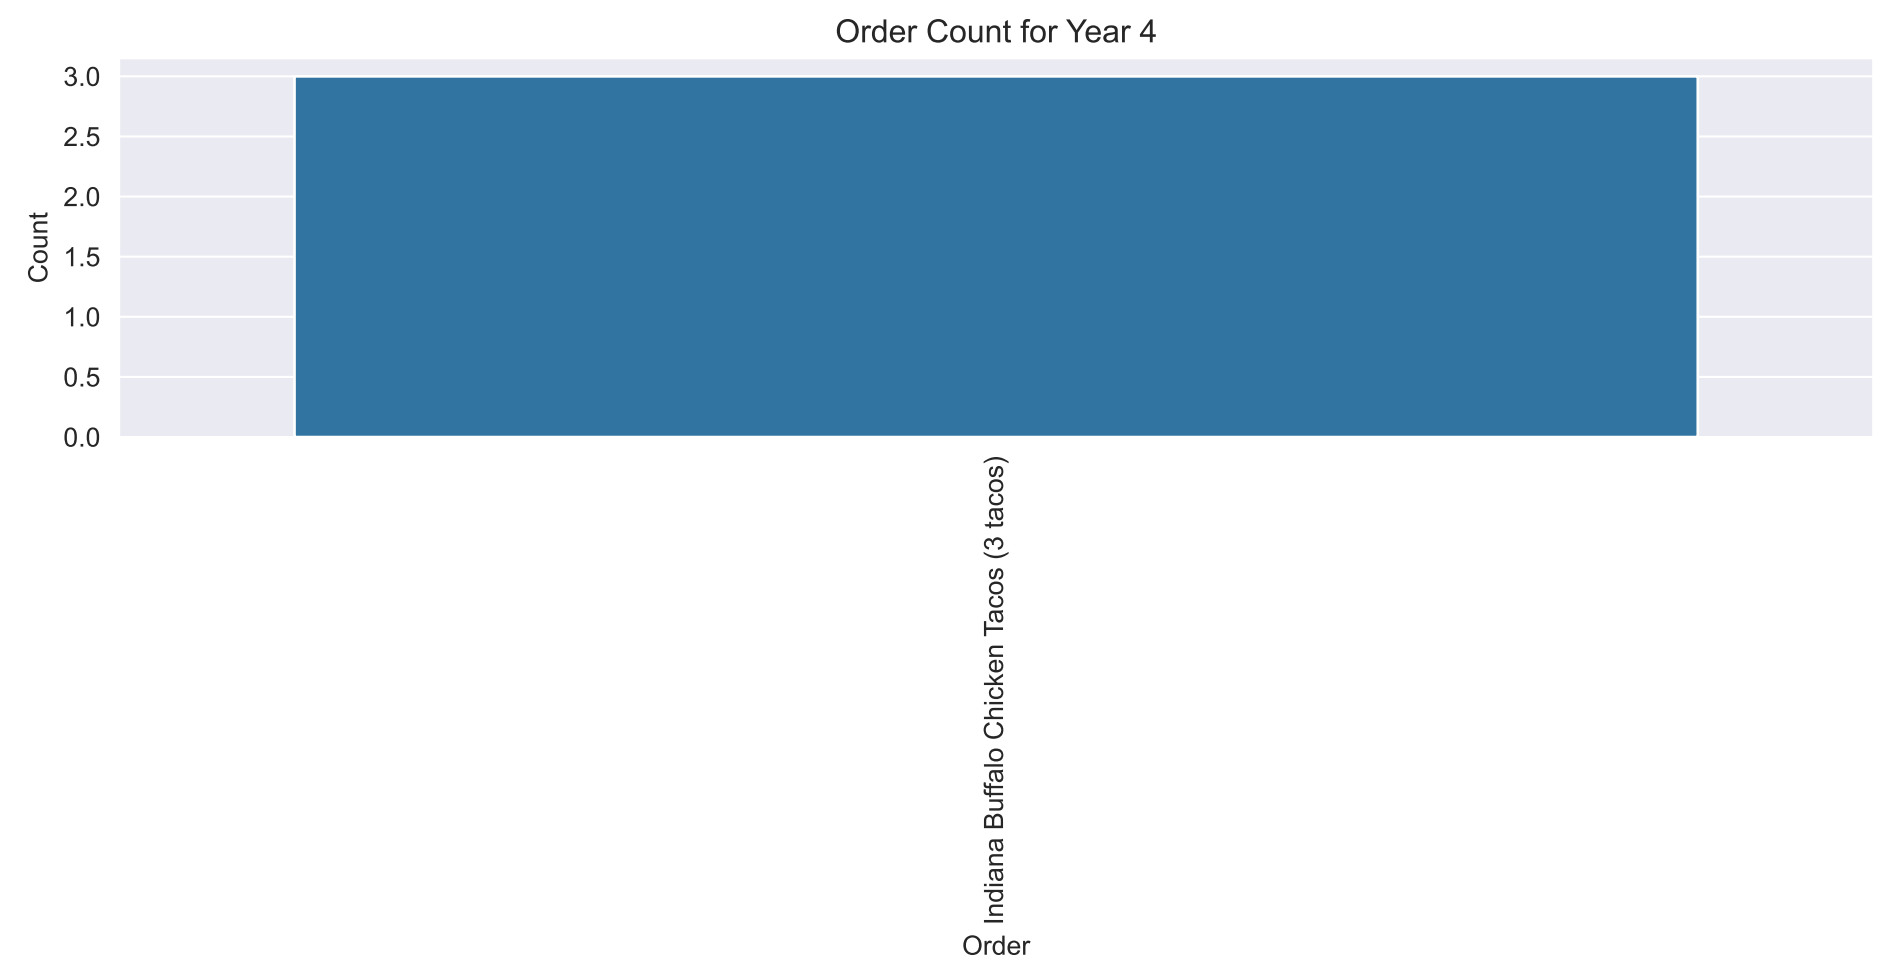 Order Count for Year 4
3.0
2.5
2.0
1.5
1.0
0.5
0.0
Count
Indiana Buffalo Chicken Tacos (3 tacos)
Order